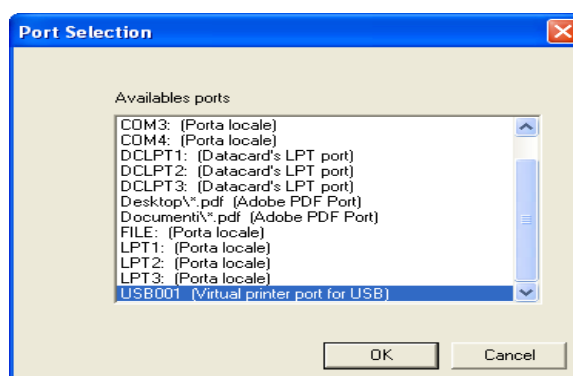 Port Selection
Availables ports
COM3: (Porta locale)
COM4: (Porta locale)
DCLPT1: (Datacard's LPT port)
DCLPT2: (Datacard's LPT port)
DCLPT3: (Datacard's LPT port)
Desktop\*.pdf (Adobe PDF Port)
Documenti\*.pdf (Adobe PDF Port)
FILE: (Porta locale)
LPT1: (Porta locale)
LPT2: (Porta locale)
LPT3: (Porta locale)
USB001 (Virtual printer port for USB)
OK Cancel